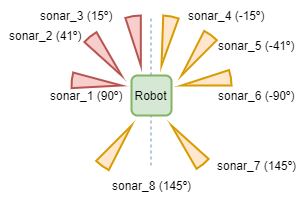 sonar_3 (15°)
sonar_4 (-15°)
sonar_2 (41°)
sonar_5 (-41°)
sonar_1 (90°)
Robot
sonar_6 (-90°)
sonar_7 (145°)
sonar_8 (145°)